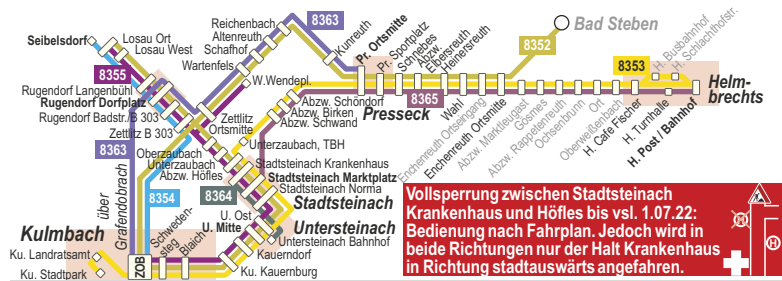 Seibelsdorf
Losau Ort
Losau West
8355
Rugendorf Langenbühl
Rugendorf Dorfplatz
Rugendorf Badstr./B 303
Zettlitz B 303
8363
über
Grafendobrach
8354
Kulmbach
Ku. Landratsamt
Ku. Stadtpark
ZOB
Schweden-
steg
Blaich
Reichenbach
Altenreuth
Schafhof
Wartenfels
8363
Kunreuth
W.Wendepl.
Zettlitz
Ortsmitte
Oberzaubach
Unterzaubach
Abzw. Höfles
8364
U. Ost
U. Mitte
Kauerndorf
Ku. Kauernburg
Abzw. Schöndorf
Abzw. Birken
Abzw. Schwand
Unterzaubach, TBH
Stadtsteinach Krankenhaus
Stadtsteinach Marktplatz
Stadtsteinach Norma
Stadtsteinach
Untersteinach
Untersteinach Bahnhof
Pr. Ortsmitte
Pr. Sportplatz
Schnebes
Abzw.
Elbersreuth
Heinersreuth
8352
Bad Steben
Presseck
8365
Wahl
Enchenreuth Ortseingang
Enchenreuth Ortsmitte
Abzw. Marktleugast
Gösmes
Abzw. Rappetenreuth
Ochsenbrunn
Ort
Oberweißenbach
H. Cafe Fischer
H. Turnhalle
H. Post / Bahnhof
8353
H. Busbahnhof
H. Schlachthofstr.
Helm-
brechts
Vollsperrung zwischen Stadtsteinach
Krankenhaus und Höfles bis vsl. 1.07.22:
Bedienung nach Fahrplan. Jedoch wird in
beide Richtungen nur der Halt Krankenhaus
in Richtung stadtauswärts angefahren.
H
H